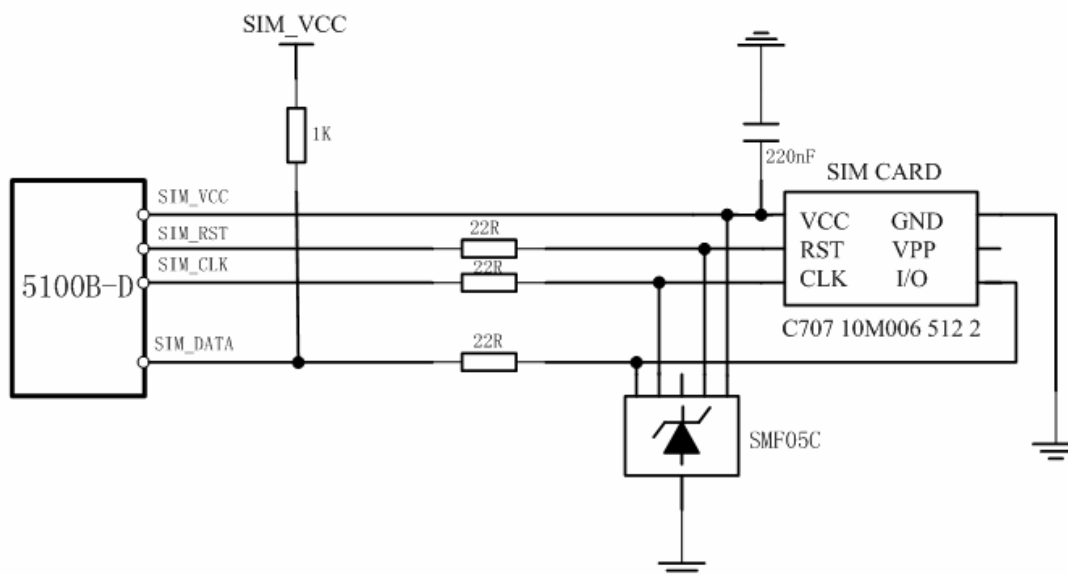 SIM_VCC
1K
220nF
SIM CARD
SIM_VCC
SIM_RST
SIM_CLK
SIM_DATA
5100B-D
22R
22R
22R
VCC GND
RST VPP
CLK I/O
C707 10M006 512 2
SMF05C